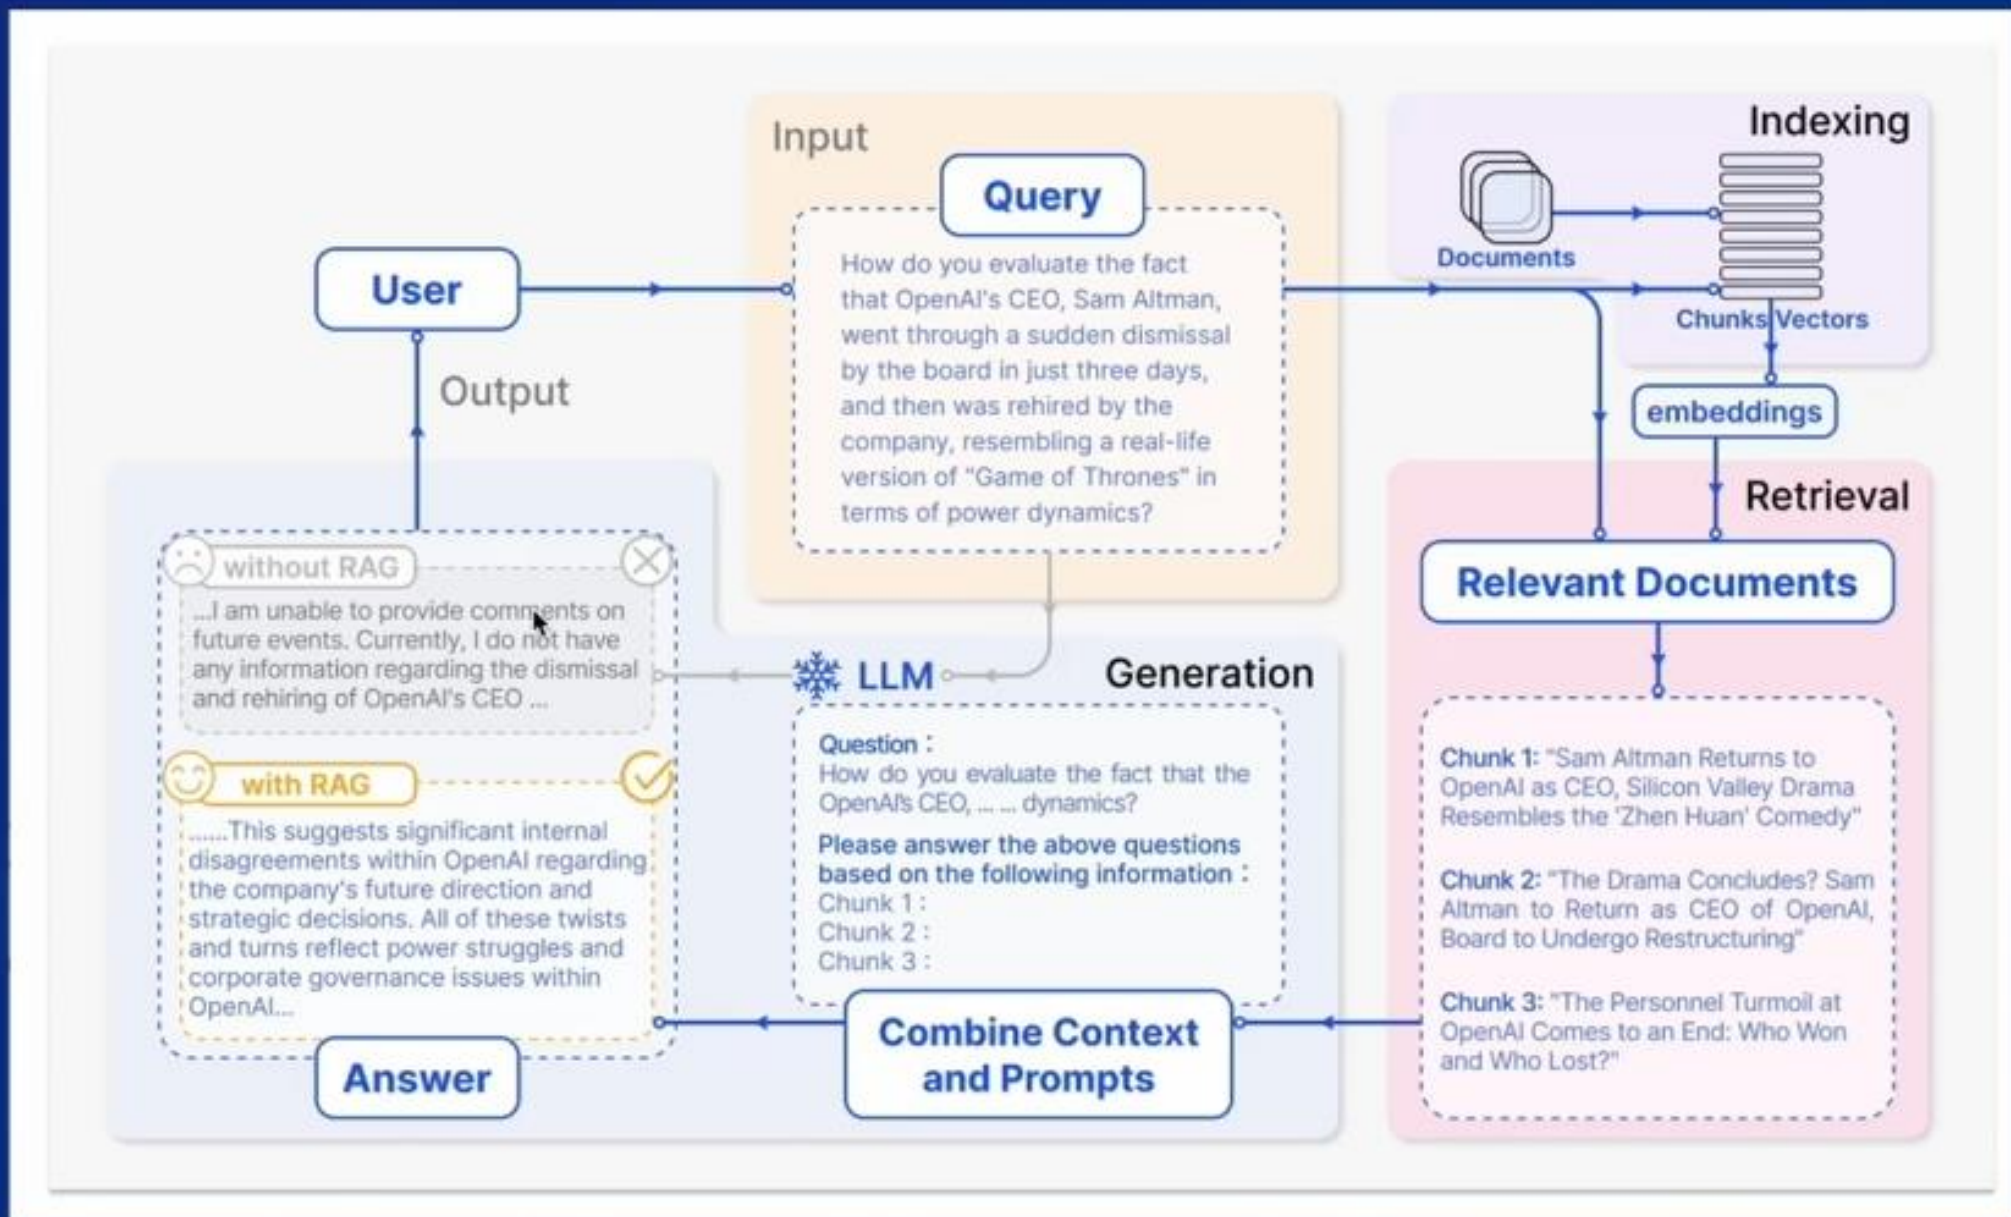 Input
Query
How do you evaluate the fact
that OpenAI's CEO, Sam Altman,
went through a sudden dismissal
by the board in just three days,
and then was rehired by the
company, resembling a real-life
version of "Game of Thrones" in
terms of power dynamics?
Indexing
Documents
Chunks Vectors
embeddings
User
Output
Retrieval
Relevant Documents
Chunk 1: "Sam Altman Returns to
OpenAI as CEO, Silicon Valley Drama
Resembles the 'Zhen Huan' Comedy"
Chunk 2: "The Drama Concludes? Sam
Altman to Return as CEO of OpenAI,
Board to Undergo Restructuring"
Chunk 3: "The Personnel Turmoil at
OpenAI Comes to an End: Who Won
and Who Lost?"
LLM
Generation
Question :
How do you evaluate the fact that the
OpenAI's CEO, ... ... dynamics?
Please answer the above questions
based on the following information :
Chunk 1 :
Chunk 2 :
Chunk 3 :
Combine Context
and Prompts
without RAG
...I am unable to provide comments on
future events. Currently, I do not have
any information regarding the dismissal
and rehiring of OpenAI's CEO ...
with RAG
......This suggests significant internal
disagreements within OpenAI regarding
the company's future direction and
strategic decisions. All of these twists
and turns reflect power struggles and
corporate governance issues within
OpenAI...
Answer